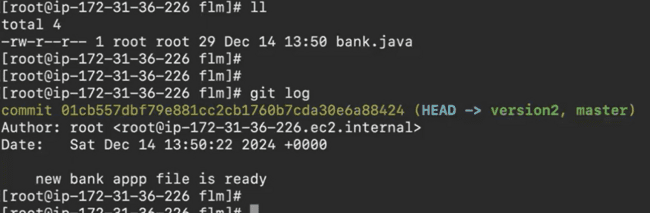 [root@ip-172-31-36-226 flm]# ll
total 4
-rw-r--r-- 1 root root 29 Dec 14 13:50 bank.java
[root@ip-172-31-36-226 flm]#
[root@ip-172-31-36-226 flm]#
[root@ip-172-31-36-226 flm]# git log
commit 01cb557dbf79e881cc2cb1760b7cda30e6a88424 (HEAD -> version2, master)
Author: root <root@ip-172-31-36-226.ec2.internal>
Date:   Sat Dec 14 13:50:22 2024 +0000

    new bank appp file is ready
[root@ip-172-31-36-226 flm]#
[root@ip-172-31-36-226 flm]#